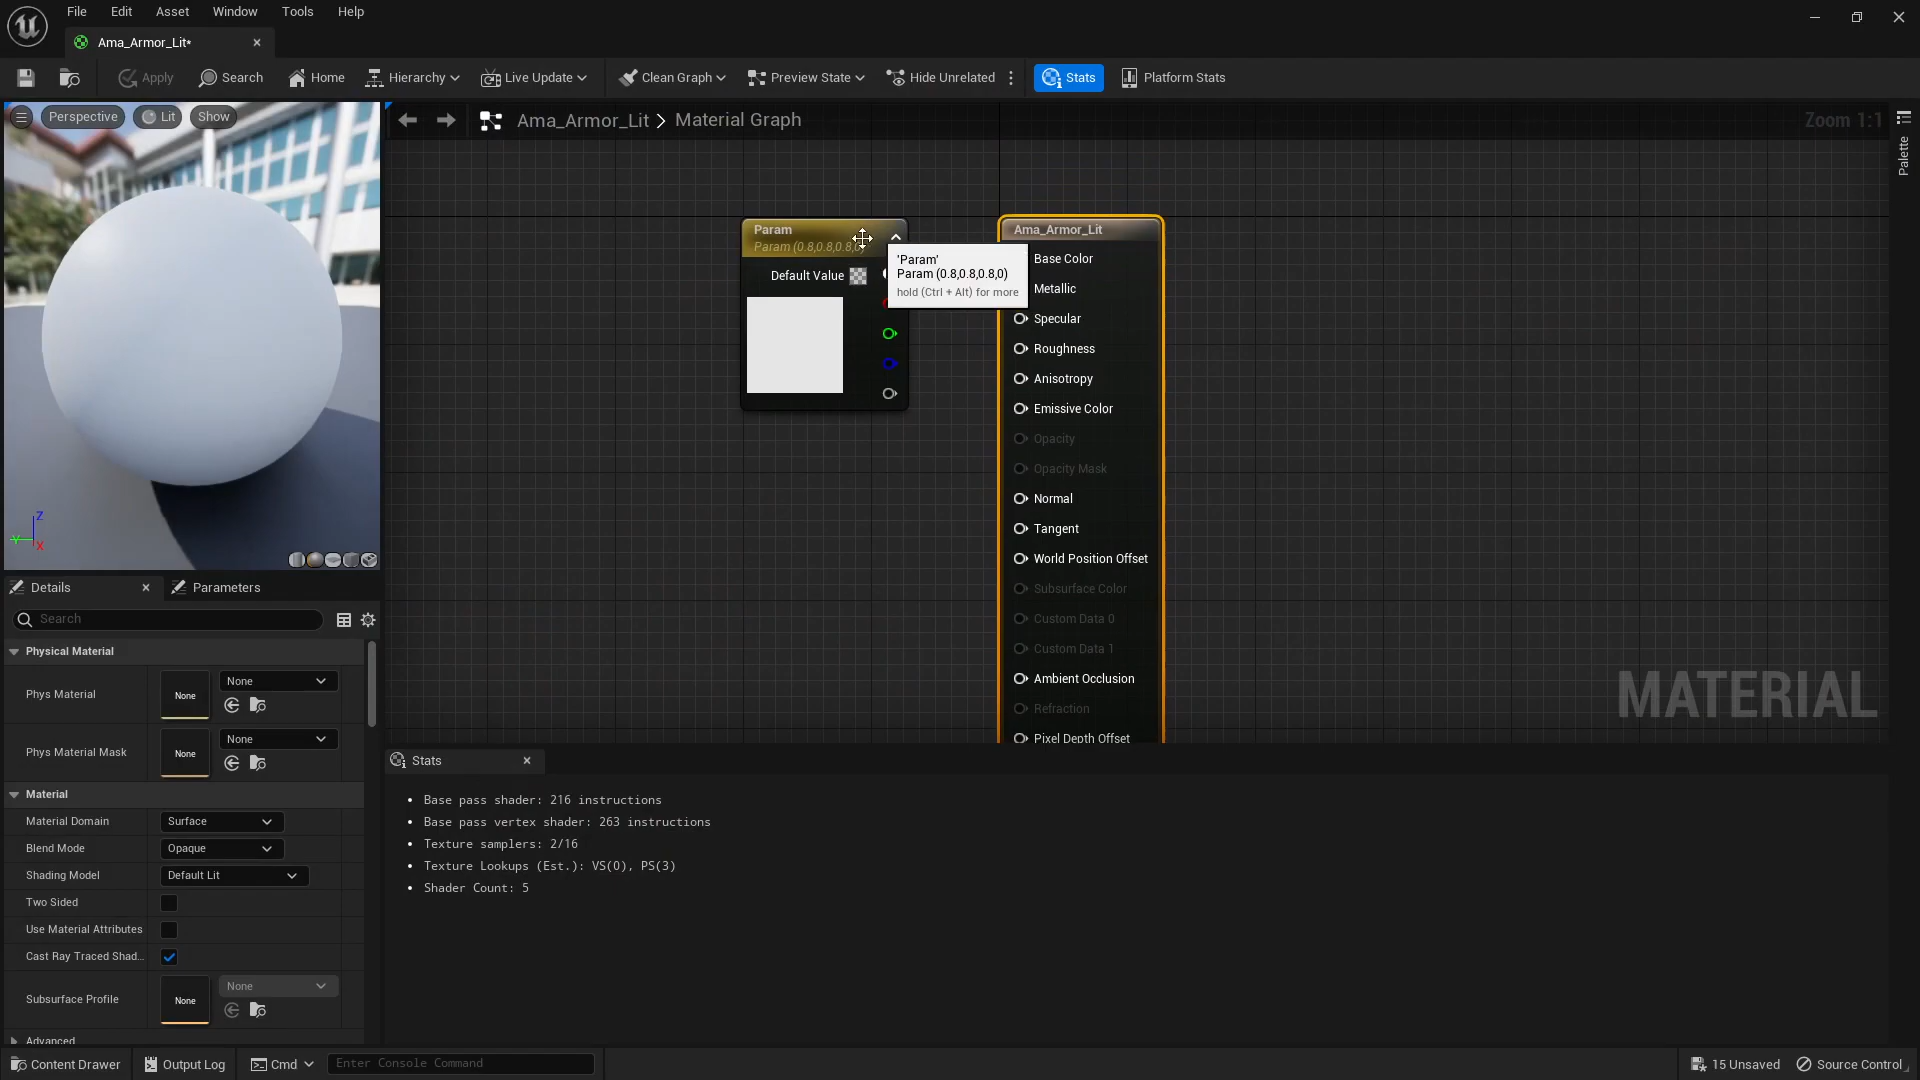 File Edit Asset Window Tools Help
Ama_Armor_Lit*
Apply Search Home Hierarchy Live Update Clean Graph Preview State Hide Unrelated Stats Platform Stats
Perspective Lit Show
Ama_Armor_Lit > Material Graph
Zoom 1:1
Palette
Param
Param (0.8,0.8,0.8,0)
Default Value
'Param'
Param (0.8,0.8,0.8,0)
hold (Ctrl + Alt) for more
Ama_Armor_Lit
Base Color
Metallic
Specular
Roughness
Anisotropy
Emissive Color
Opacity
Opacity Mask
Normal
Tangent
World Position Offset
Subsurface Color
Custom Data 0
Custom Data 1
Ambient Occlusion
Refraction
Pixel Depth Offset
MATERIAL
Z
Y
X
Details Parameters
Search
Physical Material
Phys Material None None
Phys Material Mask None None
Material
Material Domain Surface
Blend Mode Opaque
Shading Model Default Lit
Two Sided
Use Material Attributes
Cast Ray Traced Shad...
Subsurface Profile None None
Advanced
Stats
• Base pass shader: 216 instructions
• Base pass vertex shader: 263 instructions
• Texture samplers: 2/16
• Texture Lookups (Est.): VS(0), PS(3)
• Shader Count: 5
Content Drawer Output Log Cmd Enter Console Command 15 Unsaved Source Control